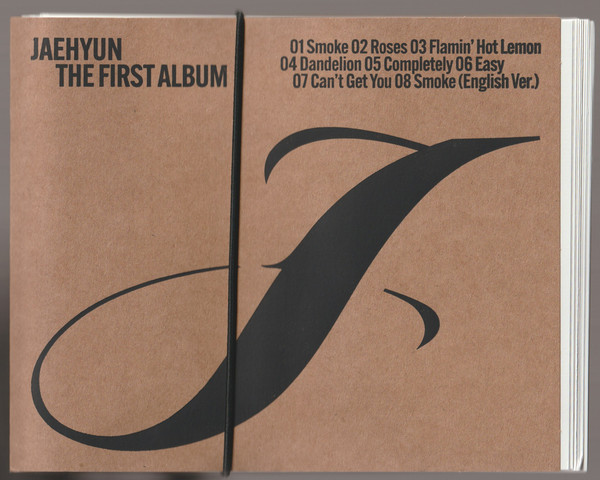 JAEHYUN
THE FIRST ALBUM
01 Smoke 02 Roses 03 Flamin' Hot Lemon
04 Dandelion 05 Completely 06 Easy
07 Can't Get You 08 Smoke (English Ver.)
J